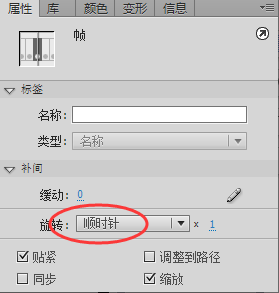 属性 库 颜色 变形 信息
帧
标签
名称:
类型: 名称
补间
缓动: 0
旋转: 顺时针 x 1
贴紧 调整到路径
同步 缩放